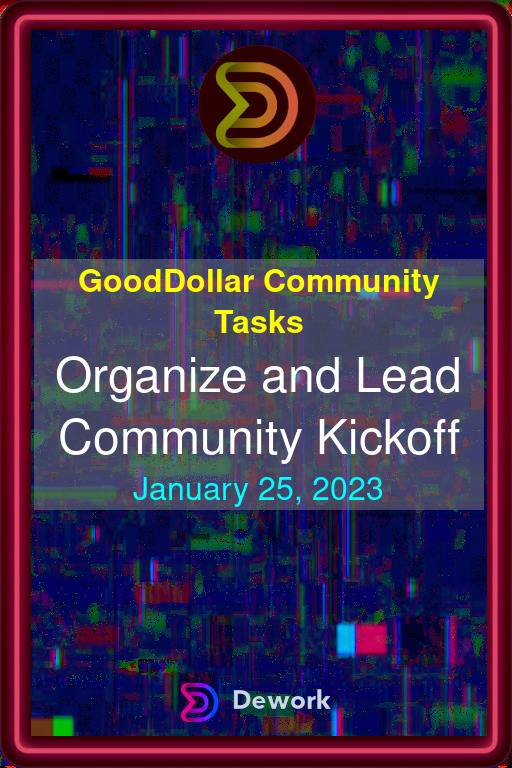 GoodDollar Community
Tasks
Organize and Lead
Community Kickoff
January 25, 2023
Dework